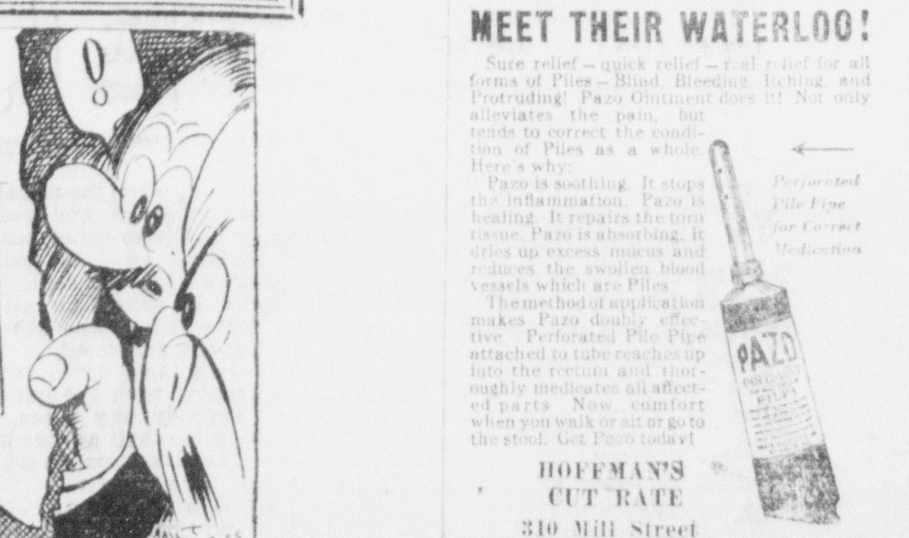 !
MEET THEIR WATERLOO!
Sure relief — quick relief — real relief for all
forms of Piles — Blind, Bleeding, Itching, and
Protruding! Pazo Ointment does it! Not only
alleviates the pain, but
tends to correct the condi-
tion of Piles as a whole.
Here's why:
Pazo is soothing. It stops
the inflammation. Pazo is
healing. It repairs the torn
tissue. Pazo is absorbing. It
dries up excess mucus and
reduces the swollen blood
vessels which are Piles
The method of application
makes Pazo doubly effec-
tive. Perforated Pile Pipe
attached to tube reaches up
into the rectum and thor-
oughly medicates all affect-
ed parts Now comfort
when you walk or sit or go to
the stool. Get Pazo today!
Perforated
Pile Pipe
for Correct
Medication
PAZO
OINTMENT
PILES
HOFFMAN'S
CUT RATE
310 Mill Street